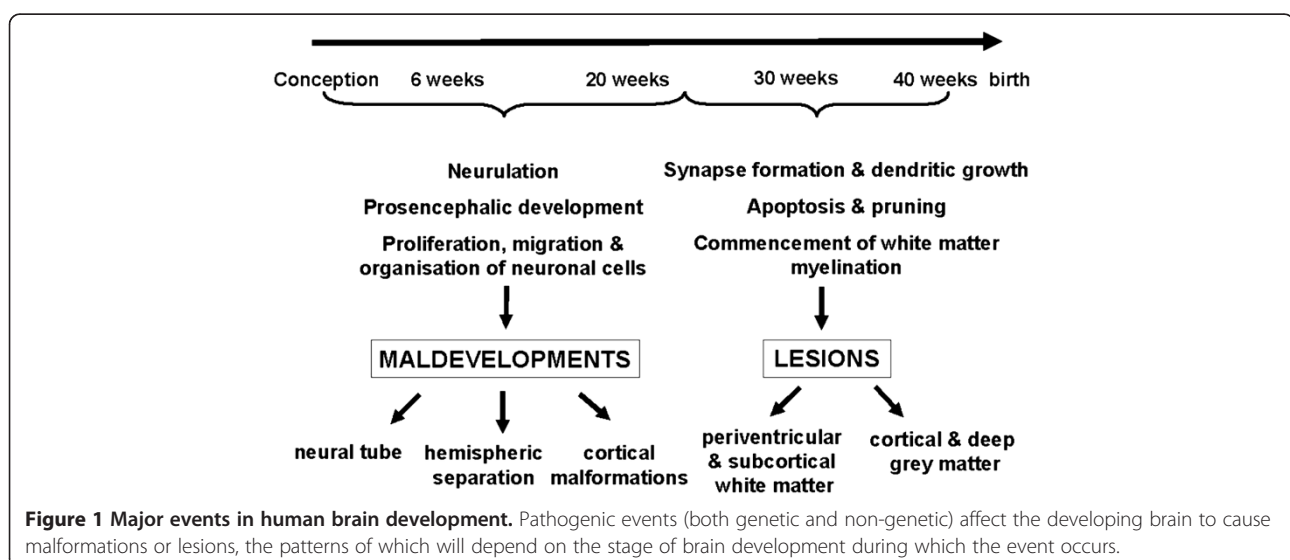 Conception 6 weeks 20 weeks 30 weeks 40 weeks birth
Neurulation
Prosencephalic development
Proliferation, migration &
organisation of neuronal cells
Synapse formation & dendritic growth
Apoptosis & pruning
Commencement of white matter
myelination
MALDEVELOPMENTS
LESIONS
neural tube
hemispheric
separation
cortical
malformations
periventricular
& subcortical
white matter
cortical & deep
grey matter
Figure 1 Major events in human brain development. Pathogenic events (both genetic and non-genetic) affect the developing brain to cause
malformations or lesions, the patterns of which will depend on the stage of brain development during which the event occurs.